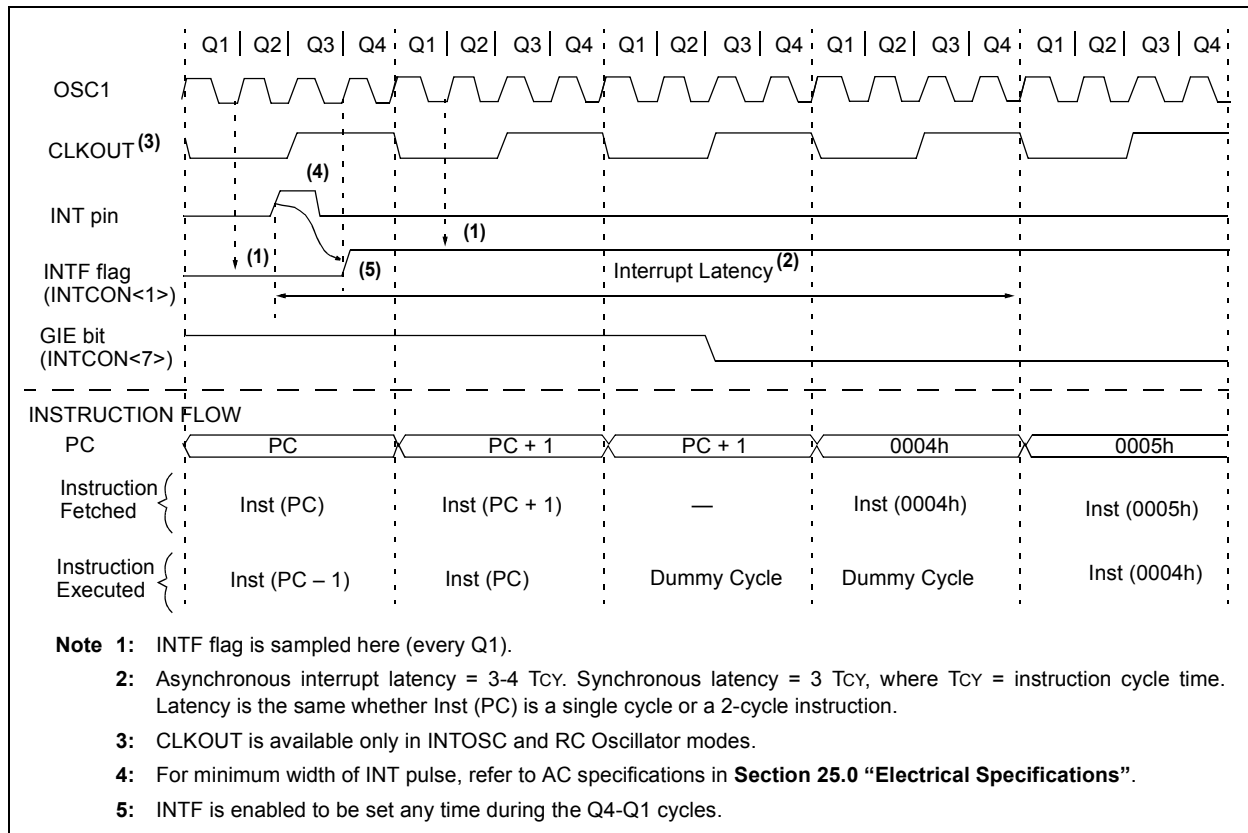 Q1 | Q2 | Q3 | Q4 Q1 | Q2 | Q3 | Q4 Q1 | Q2 | Q3 | Q4 Q1 | Q2 | Q3 | Q4 Q1 | Q2 | Q3 | Q4
OSC1
CLKOUT (3)
(4)
INT pin
(1)
(1)
INTF flag
(INTCON<1>)
(5)
Interrupt Latency (2)
GIE bit
(INTCON<7>)
INSTRUCTION FLOW
PC PC PC + 1 PC + 1 0004h 0005h
Instruction
Fetched
Inst (PC) Inst (PC + 1) — Inst (0004h) Inst (0005h)
Instruction
Executed
Inst (PC – 1) Inst (PC) Dummy Cycle Dummy Cycle Inst (0004h)
Note 1: INTF flag is sampled here (every Q1).
2: Asynchronous interrupt latency = 3-4 TCY. Synchronous latency = 3 TCY, where TCY = instruction cycle time.
Latency is the same whether Inst (PC) is a single cycle or a 2-cycle instruction.
3: CLKOUT is available only in INTOSC and RC Oscillator modes.
4: For minimum width of INT pulse, refer to AC specifications in Section 25.0 “Electrical Specifications”.
5: INTF is enabled to be set any time during the Q4-Q1 cycles.